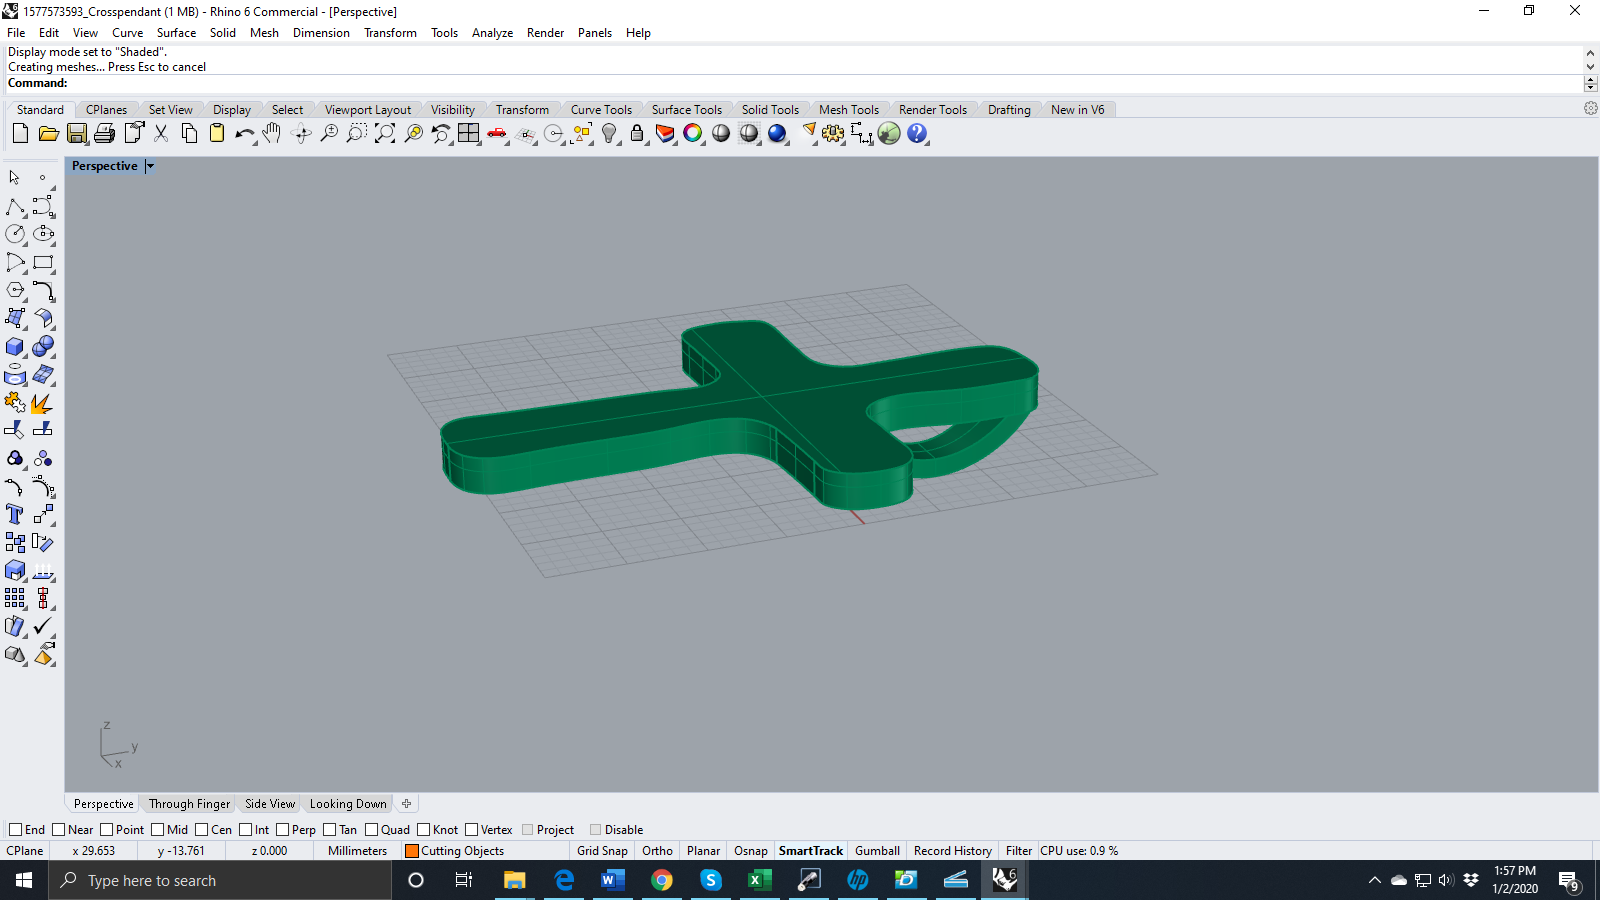 1577573593_Crosspendant (1 MB) - Rhino 6 Commercial - [Perspective]
File Edit View Curve Surface Solid Mesh Dimension Transform Tools Analyze Render Panels Help
Display mode set to "Shaded".
Creating meshes... Press Esc to cancel
Command:
Standard CPlanes Set View Display Select Viewport Layout Visibility Transform Curve Tools Surface Tools Solid Tools Mesh Tools Render Tools Drafting New in V6
Perspective
z
y
x
Perspective Through Finger Side View Looking Down
End Near Point Mid Cen Int Perp Tan Quad Knot Vertex Project Disable
CPlane x 29.653 y -13.761 z 0.000 Millimeters Cutting Objects Grid Snap Ortho Planar Osnap SmartTrack Gumball Record History Filter CPU use: 0.9 %
Type here to search
1:57 PM
1/2/2020
9